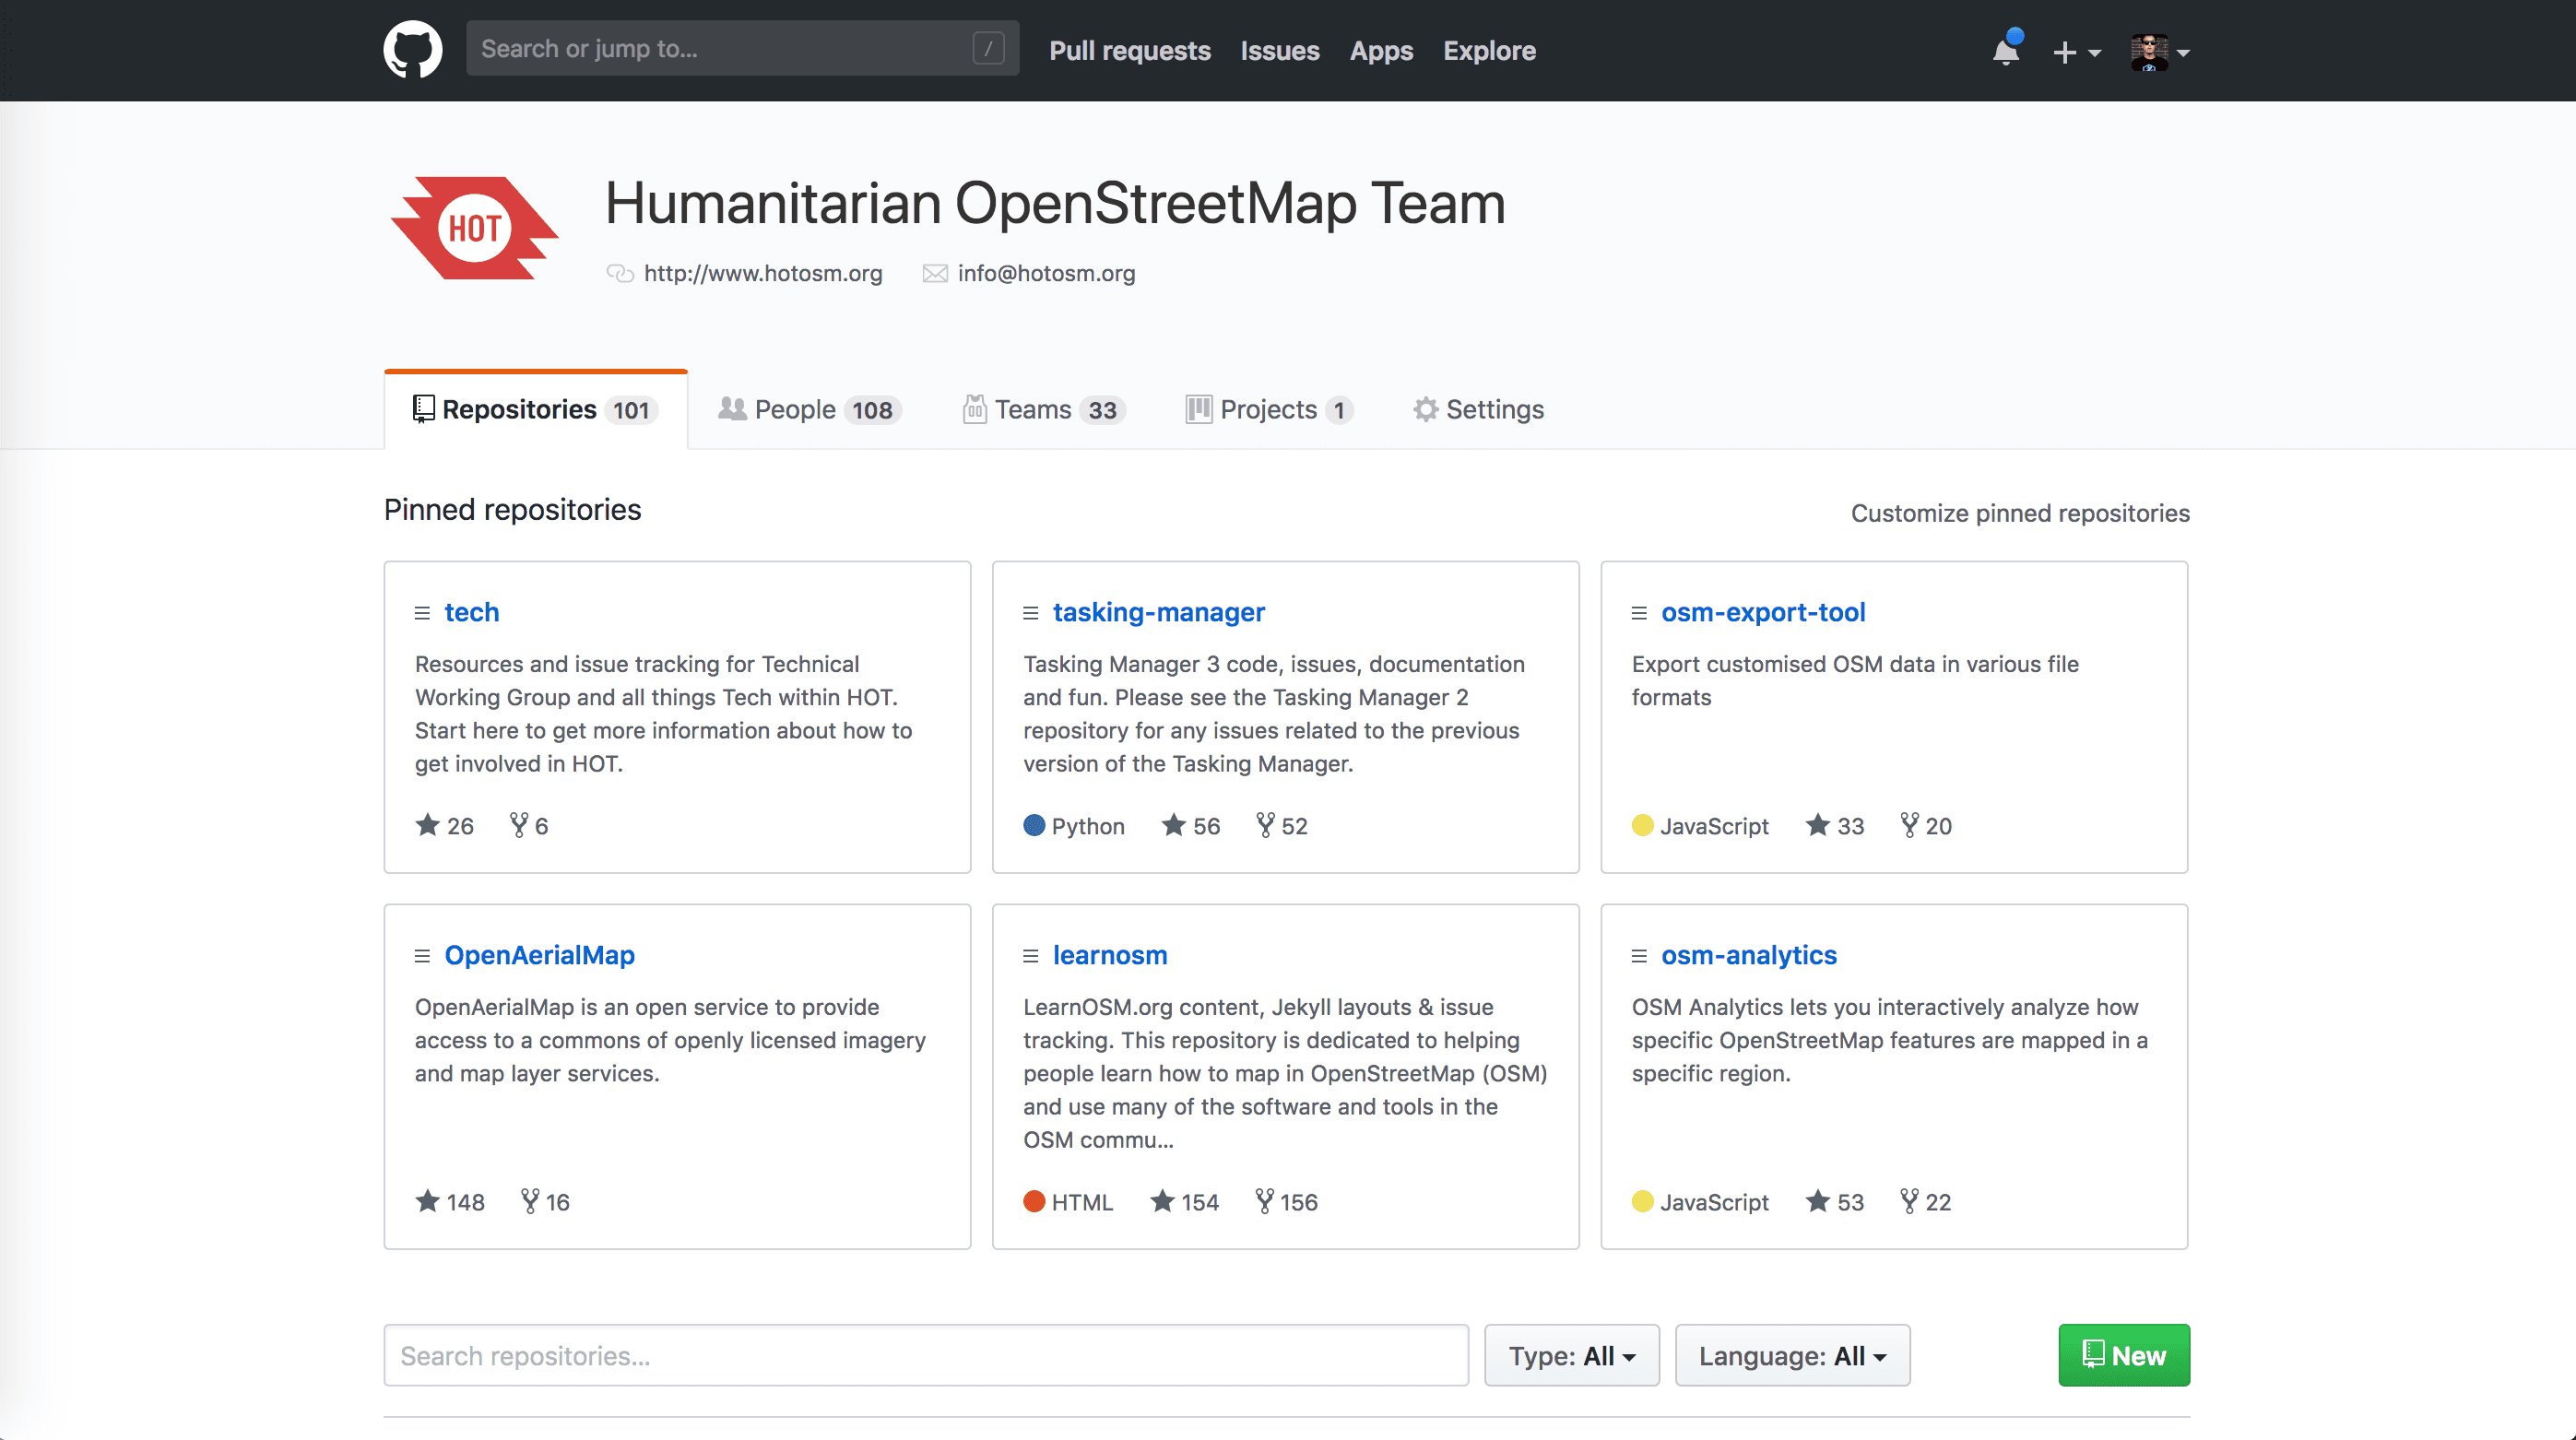 Search or jump to... / Pull requests Issues Apps Explore
HOT
Humanitarian OpenStreetMap Team
http://www.hotosm.org info@hotosm.org
Repositories 101 People 108 Teams 33 Projects 1 Settings
Pinned repositories Customize pinned repositories
tech
Resources and issue tracking for Technical
Working Group and all things Tech within HOT.
Start here to get more information about how to
get involved in HOT.
26 6
tasking-manager
Tasking Manager 3 code, issues, documentation
and fun. Please see the Tasking Manager 2
repository for any issues related to the previous
version of the Tasking Manager.
Python 56 52
osm-export-tool
Export customised OSM data in various file
formats
JavaScript 33 20
OpenAerialMap
OpenAerialMap is an open service to provide
access to a commons of openly licensed imagery
and map layer services.
148 16
learnosm
LearnOSM.org content, Jekyll layouts & issue
tracking. This repository is dedicated to helping
people learn how to map in OpenStreetMap (OSM)
and use many of the software and tools in the
OSM commu...
HTML 154 156
osm-analytics
OSM Analytics lets you interactively analyze how
specific OpenStreetMap features are mapped in a
specific region.
JavaScript 53 22
Search repositories... Type: All Language: All New